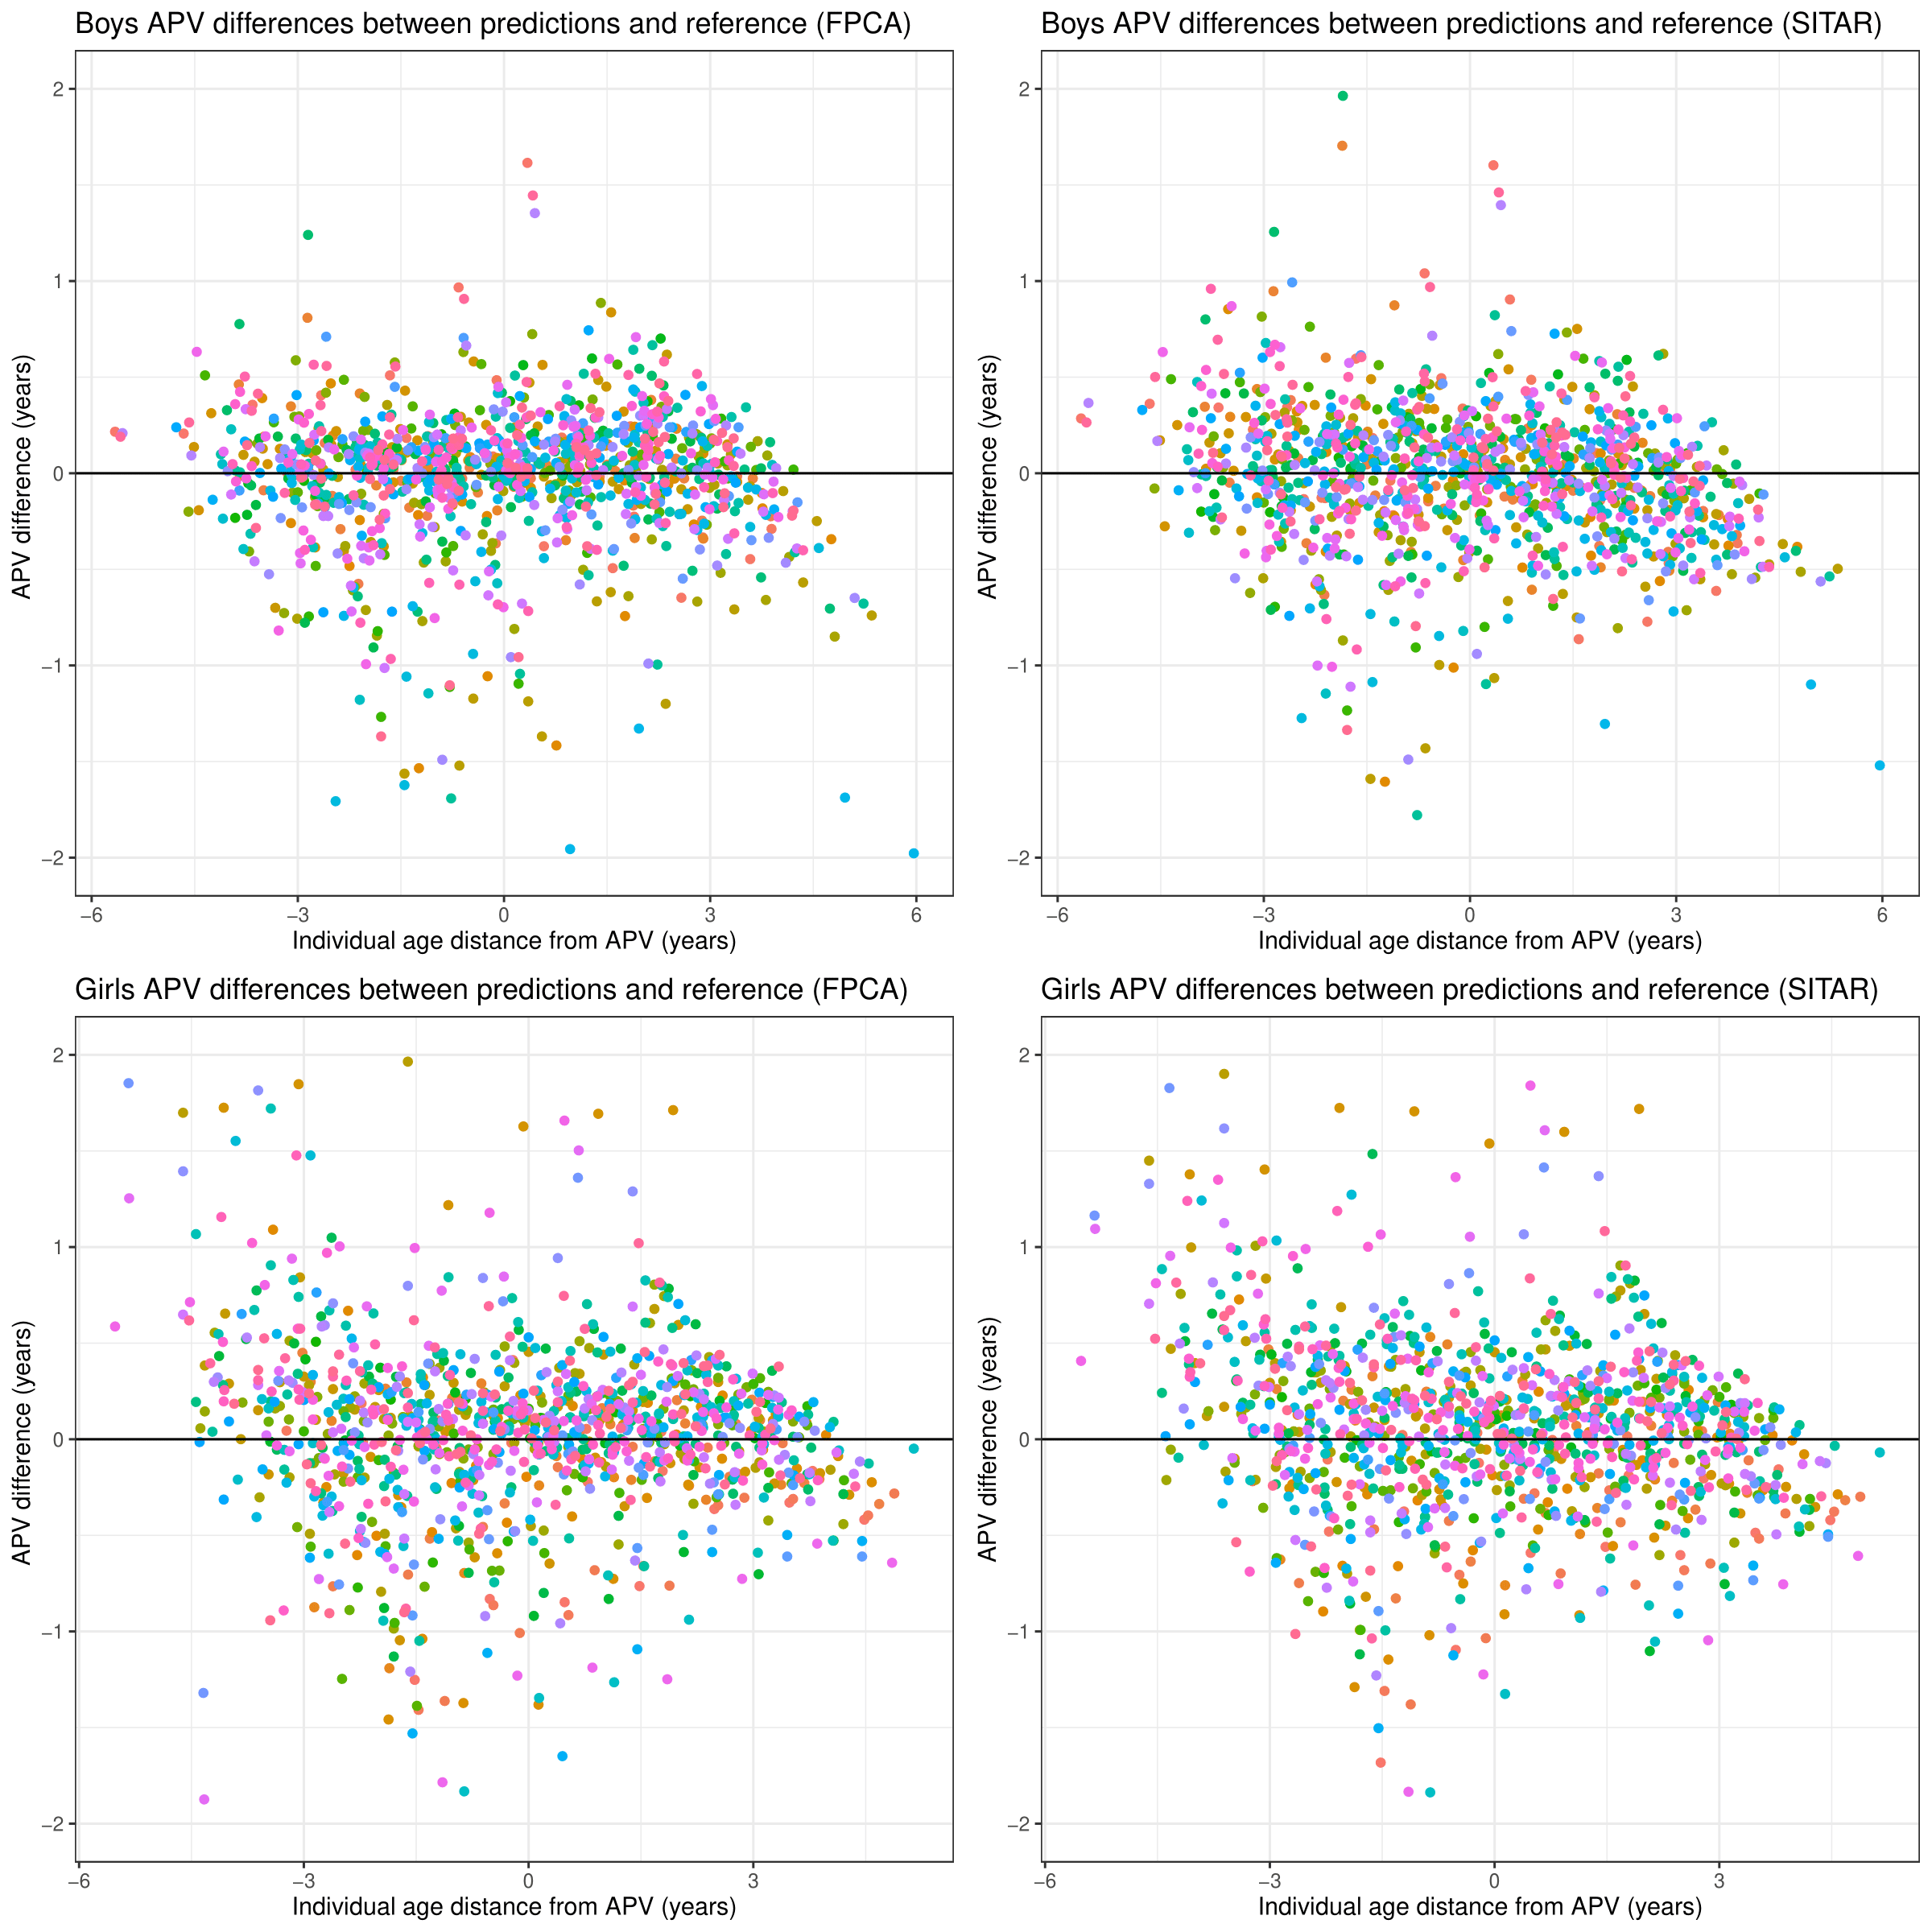 Boys APV differences between predictions and reference (FPCA)
APV difference (years)
2
1
0
−1
−2
−6 −3 0 3 6
Individual age distance from APV (years)
Boys APV differences between predictions and reference (SITAR)
APV difference (years)
2
1
0
−1
−2
−6 −3 0 3 6
Individual age distance from APV (years)
Girls APV differences between predictions and reference (FPCA)
APV difference (years)
2
1
0
−1
−2
−6 −3 0 3
Individual age distance from APV (years)
Girls APV differences between predictions and reference (SITAR)
APV difference (years)
2
1
0
−1
−2
−6 −3 0 3
Individual age distance from APV (years)